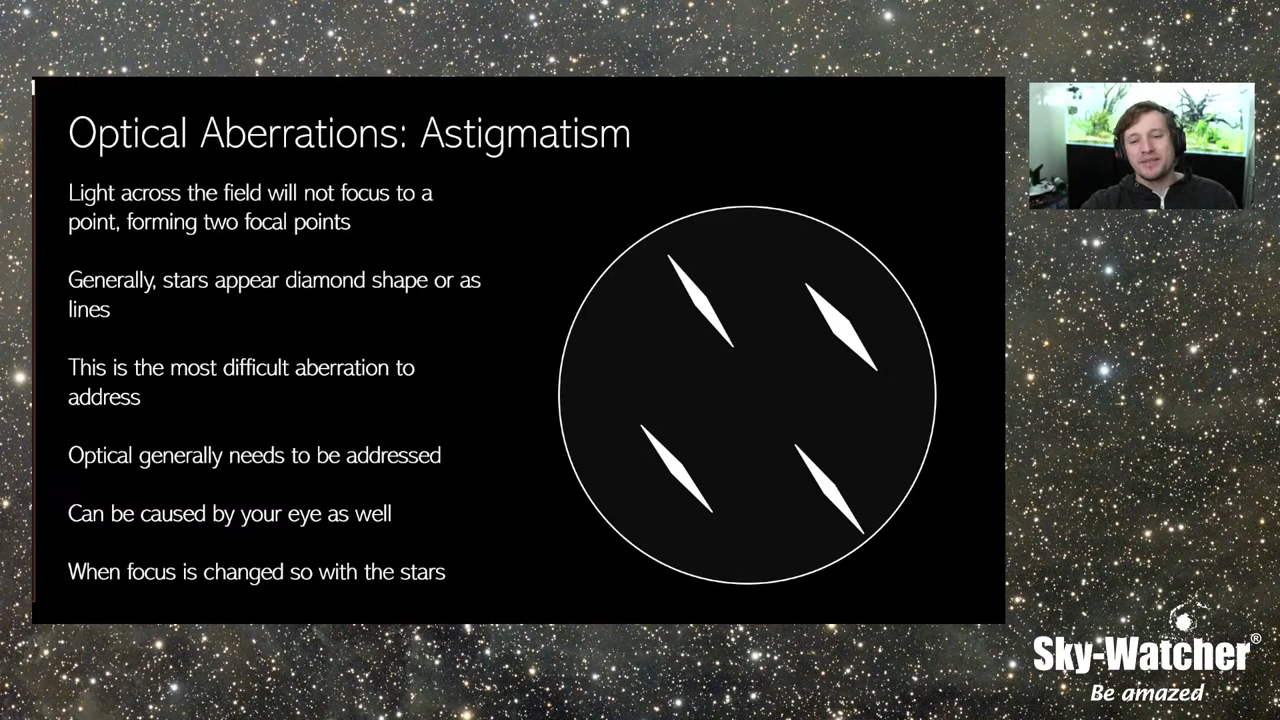 Optical Aberrations: Astigmatism
Light across the field will not focus to a
point, forming two focal points
Generally, stars appear diamond shape or as
lines
This is the most difficult aberration to
address
Optical generally needs to be addressed
Can be caused by your eye as well
When focus is changed so with the stars
Sky-Watcher®
Be amazed